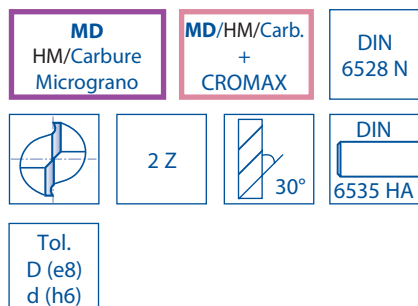 MD
HM/Carbure
Micrograno
MD/HM/Carb.
+
CROMAX
DIN
6528 N
2 Z
30°
DIN
6535 HA
Tol.
D (e8)
d (h6)